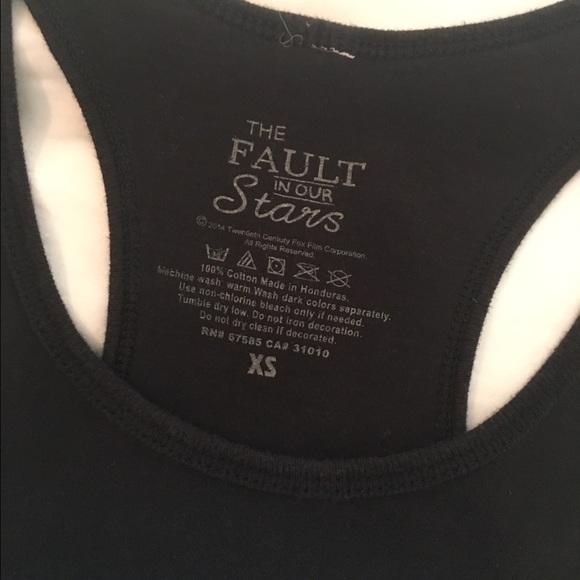 THE
FAULT
IN OUR
Stars
© 2014 Twentieth Century Fox Film Corporation.
All Rights Reserved.
100% Cotton Made in Honduras.
Machine wash warm Wash dark colors separately.
Use non-chlorine bleach only if needed.
Tumble dry low. Do not iron decoration.
Do not dry clean if decorated.
RN# 67585 CA# 31010
XS